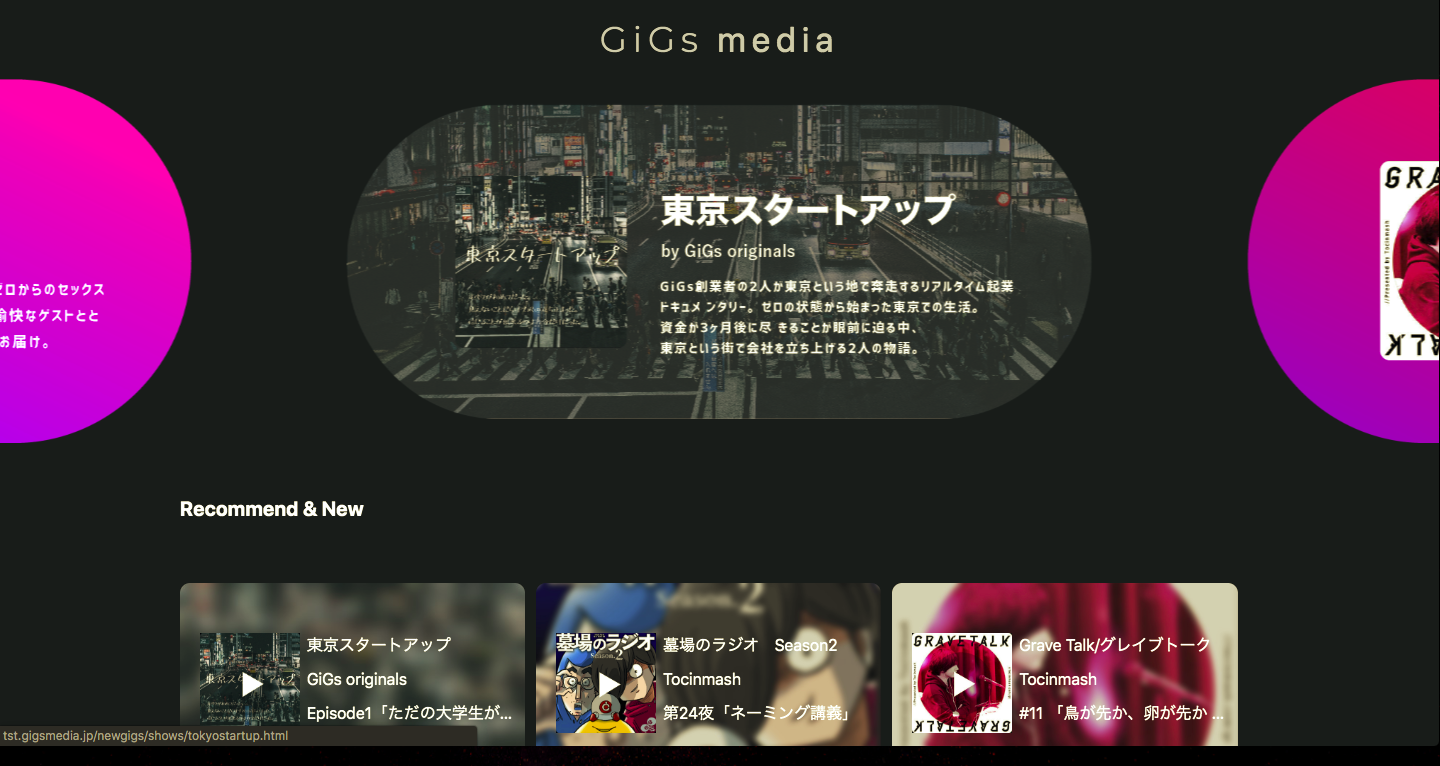 GiGs media
ゼロからのセックス
愉快なゲストとと
お届け。
東京スタートアップ
東京スタートアップ
by GiGs originals
GiGs創業者の2人が東京という地で奔走するリアルタイム起業
ドキュメ ンタリー。ゼロの状態から始まった東京での生活。
資金が3ヶ月後に尽 きることが眼前に迫る中、
東京という街で会社を立ち上げる2人の物語。
GRA
//Presented by Tocinmash
ALK
Recommend & New
東京スタートアップ
東京スタートアップ
GiGs originals
Episode1「ただの大学生が...
Season.2
墓場のラジオ
Season.2
墓場のラジオ　Season2
Tocinmash
第24夜「ネーミング講義」
GRAVETALK
GRAVETALK
Grave Talk/グレイブトーク
Tocinmash
#11 「鳥が先か、卵が先か ...
tst.gigsmedia.jp/newgigs/shows/tokyostartup.html